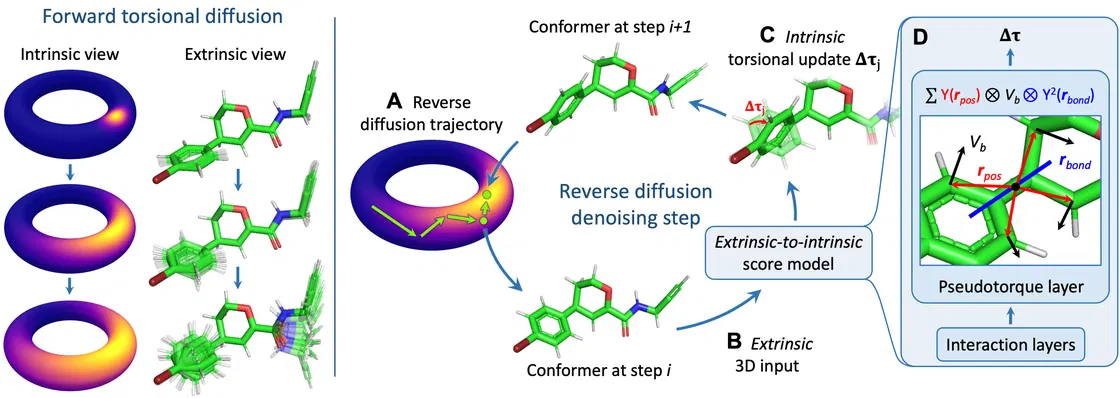 Forward torsional diffusion
Intrinsic view
Extrinsic view
A Reverse
diffusion trajectory
Conformer at step i+1
C Intrinsic
torsional update Δτj
Δτj
Reverse diffusion
denoising step
Extrinsic-to-intrinsic
score model
Conformer at step i
B Extrinsic
3D input
D
Δτ
∑ Y(rpos) ⊗ Vb ⊗ Y²(rbond)
Vb
rbond
rpos
Pseudotorque layer
Interaction layers